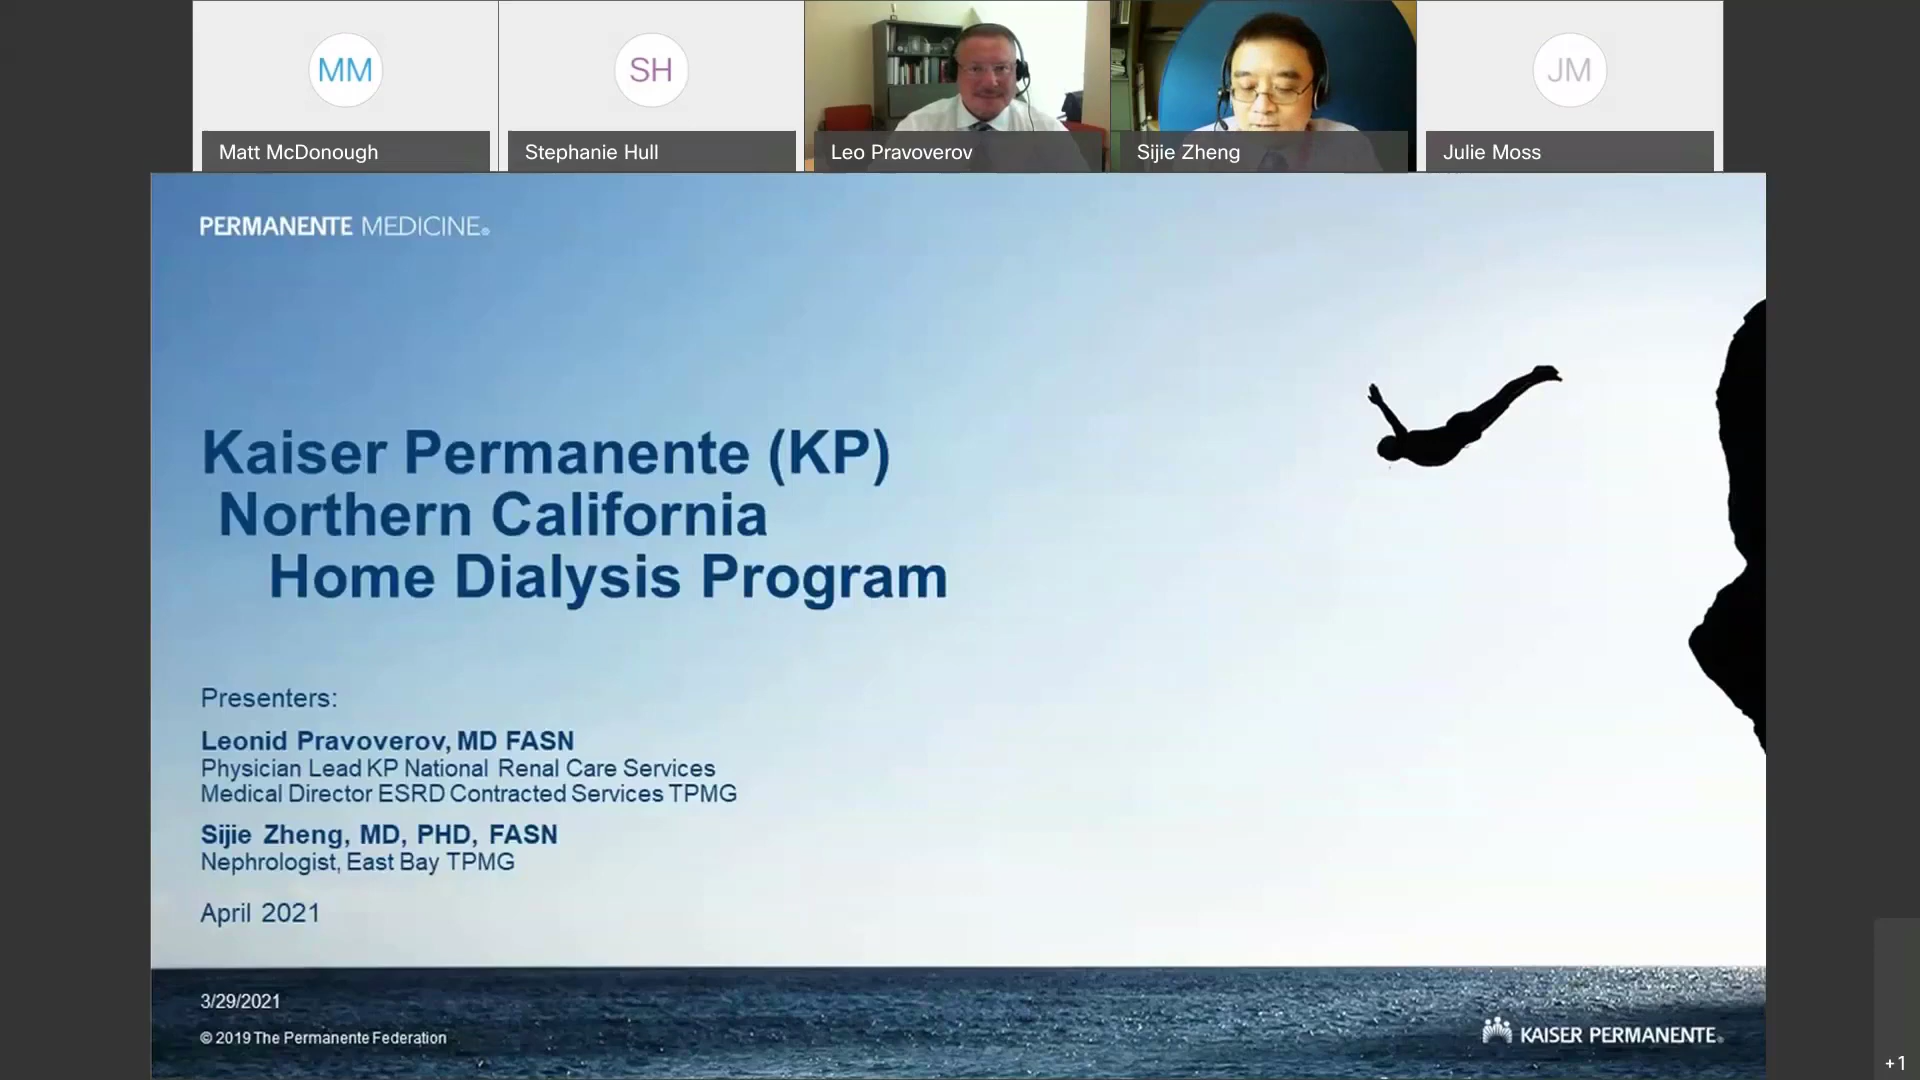 MM
SH
JM
Matt McDonough
Stephanie Hull
Leo Pravoverov
Sijie Zheng
Julie Moss
PERMANENTE MEDICINE®
Kaiser Permanente (KP)
Northern California
Home Dialysis Program
Presenters:
Leonid Pravoverov, MD FASN
Physician Lead KP National Renal Care Services
Medical Director ESRD Contracted Services TPMG
Sijie Zheng, MD, PHD, FASN
Nephrologist, East Bay TPMG
April 2021
3/29/2021
© 2019 The Permanente Federation
KAISER PERMANENTE®
+1